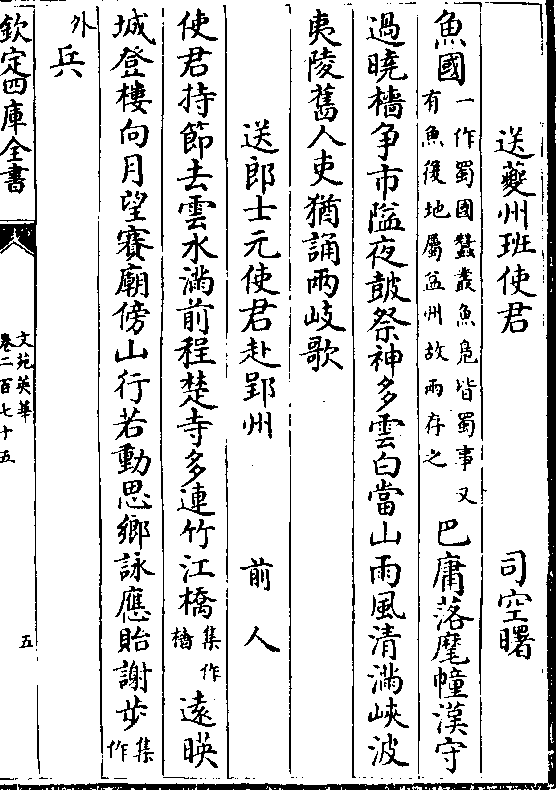 送夔州班使君　司空曙
魚國一作蜀國蠶叢魚鳧皆蜀事又有魚復地屬夔州故兩存之巴庸落麾幢漢守
過曉檣争市隘夜鼓祭神多雲白當山雨風清滿峽波
夷陵舊人吏猶誦兩岐歌
送郎士元使君赴郢州　前人
使君持節去雲水滿前程楚寺多連竹江橋集作檣遠暎
城登樓向月望賽廟傍山行若動思鄉詠應貽謝步集作
外兵
欽定四庫全書
文苑英華
卷二百七十五
五